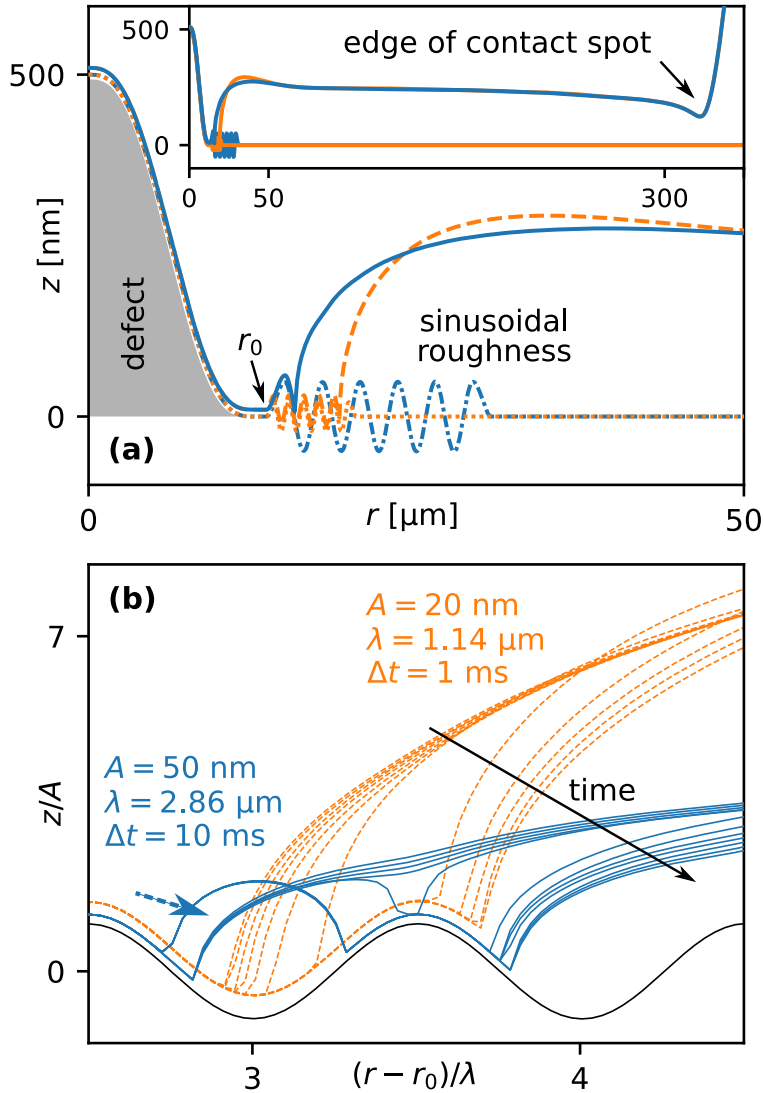 500
0
0
50
300
edge of contact spot
500
0
z [nm]
defect
r₀
sinusoidal
roughness
(a)
0
r [μm]
50
(b)
A = 20 nm
λ = 1.14 μm
Δt = 1 ms
7
A = 50 nm
λ = 2.86 μm
Δt = 10 ms
time
z/A
0
3
(r − r₀)/λ
4